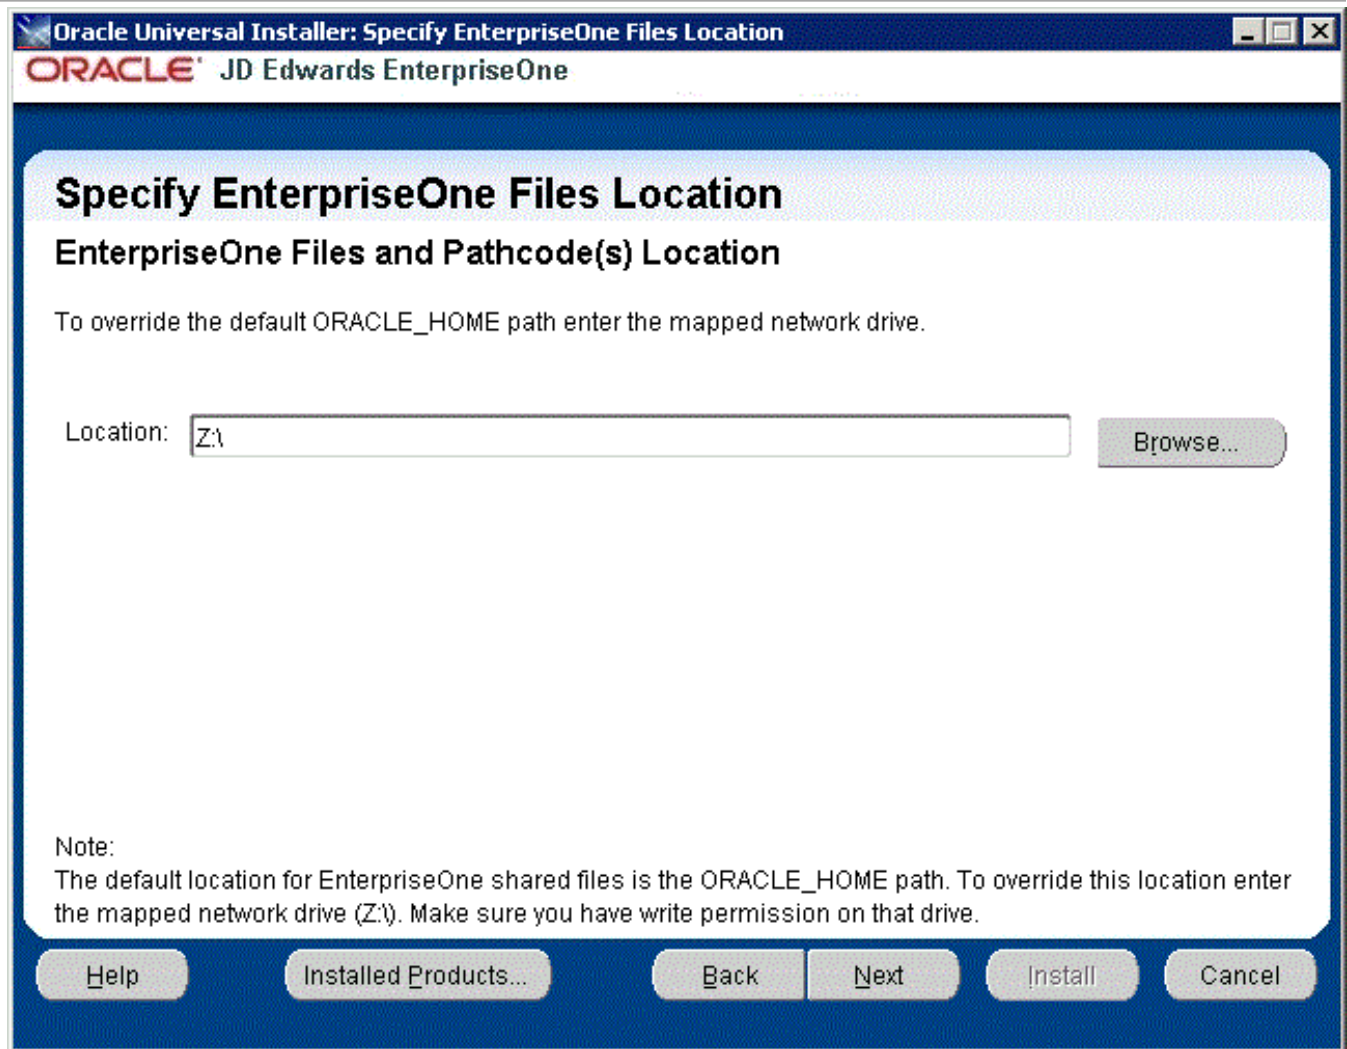 Oracle Universal Installer: Specify EnterpriseOne Files Location
ORACLE JD Edwards EnterpriseOne
Specify EnterpriseOne Files Location
EnterpriseOne Files and Pathcode(s) Location
To override the default ORACLE_HOME path enter the mapped network drive.
Location: Z:\ Browse...
Note:
The default location for EnterpriseOne shared files is the ORACLE_HOME path. To override this location enter
the mapped network drive (Z:\). Make sure you have write permission on that drive.
Help Installed Products... Back Next Install Cancel